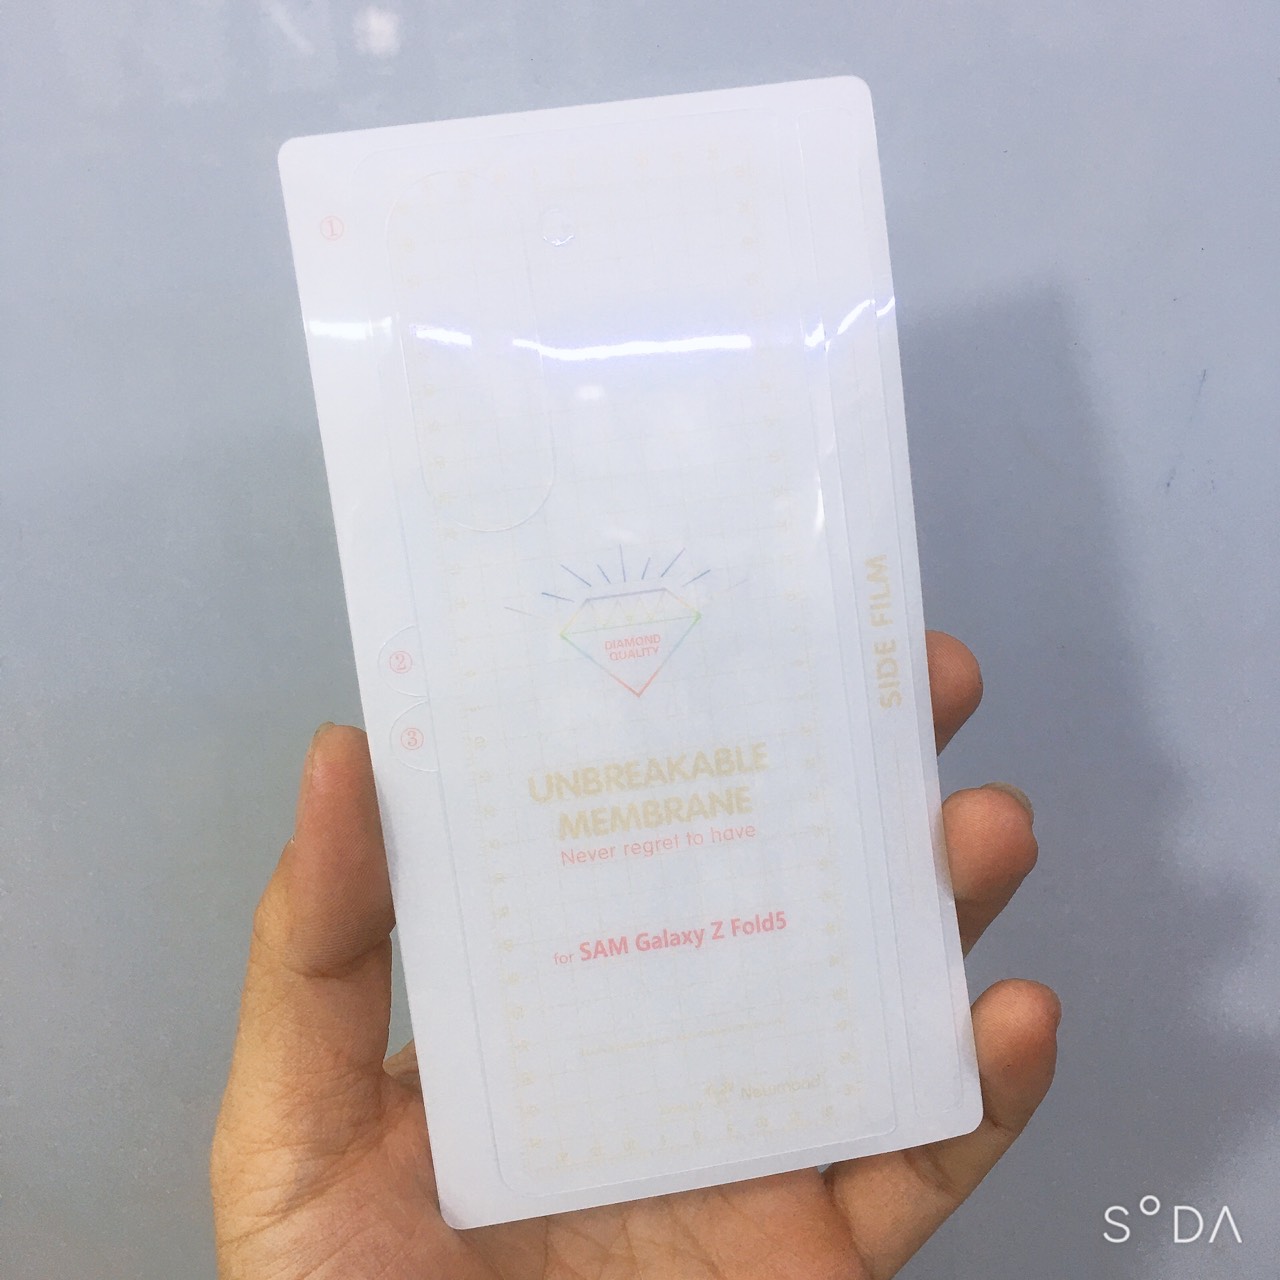 ①
DIAMOND
QUALITY
②
③
SIDE FILM
UNBREAKABLE
MEMBRANE
Never regret to have
for SAM Galaxy Z Fold5
SODA